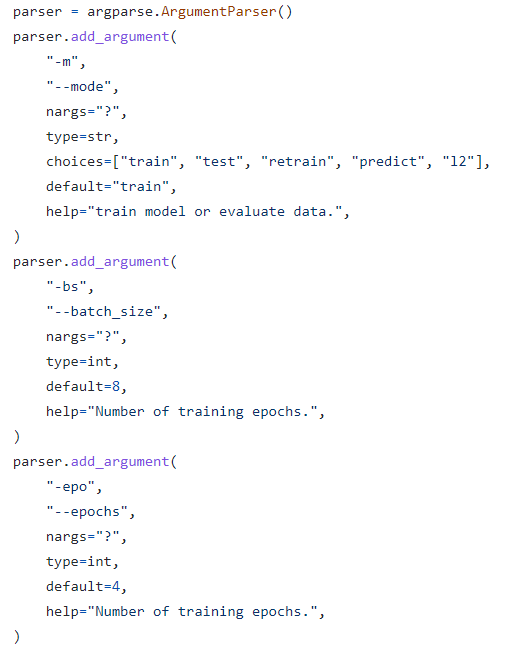 parser = argparse.ArgumentParser()
parser.add_argument(
    "-m",
    "--mode",
    nargs="?",
    type=str,
    choices=["train", "test", "retrain", "predict", "l2"],
    default="train",
    help="train model or evaluate data.",
)
parser.add_argument(
    "-bs",
    "--batch_size",
    nargs="?",
    type=int,
    default=8,
    help="Number of training epochs.",
)
parser.add_argument(
    "-epo",
    "--epochs",
    nargs="?",
    type=int,
    default=4,
    help="Number of training epochs.",
)